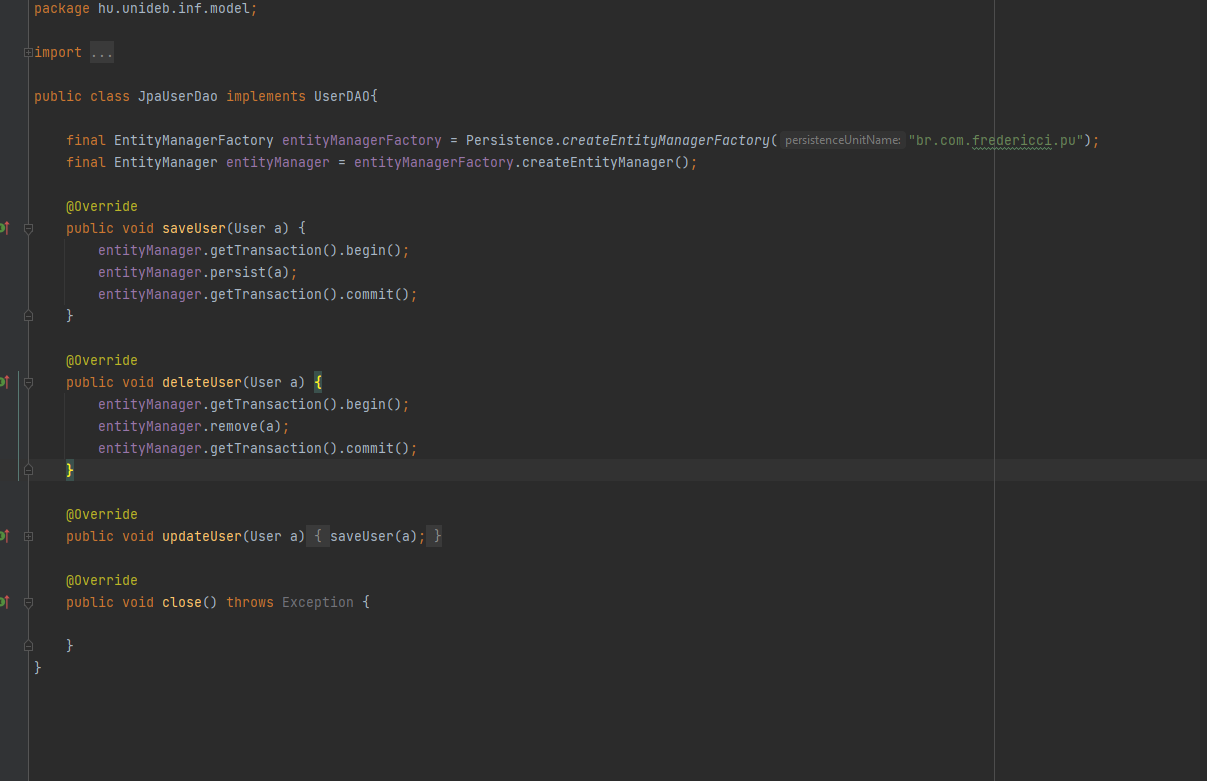 package hu.unideb.inf.model;
import ...
public class JpaUserDao implements UserDAO{
final EntityManagerFactory entityManagerFactory = Persistence.createEntityManagerFactory( persistenceUnitName: "br.com.fredericci.pu");
final EntityManager entityManager = entityManagerFactory.createEntityManager();
@Override
public void saveUser(User a) {
entityManager.getTransaction().begin();
entityManager.persist(a);
entityManager.getTransaction().commit();
}
@Override
public void deleteUser(User a) {
entityManager.getTransaction().begin();
entityManager.remove(a);
entityManager.getTransaction().commit();
}
@Override
public void updateUser(User a) { saveUser(a); }
@Override
public void close() throws Exception {
}
}